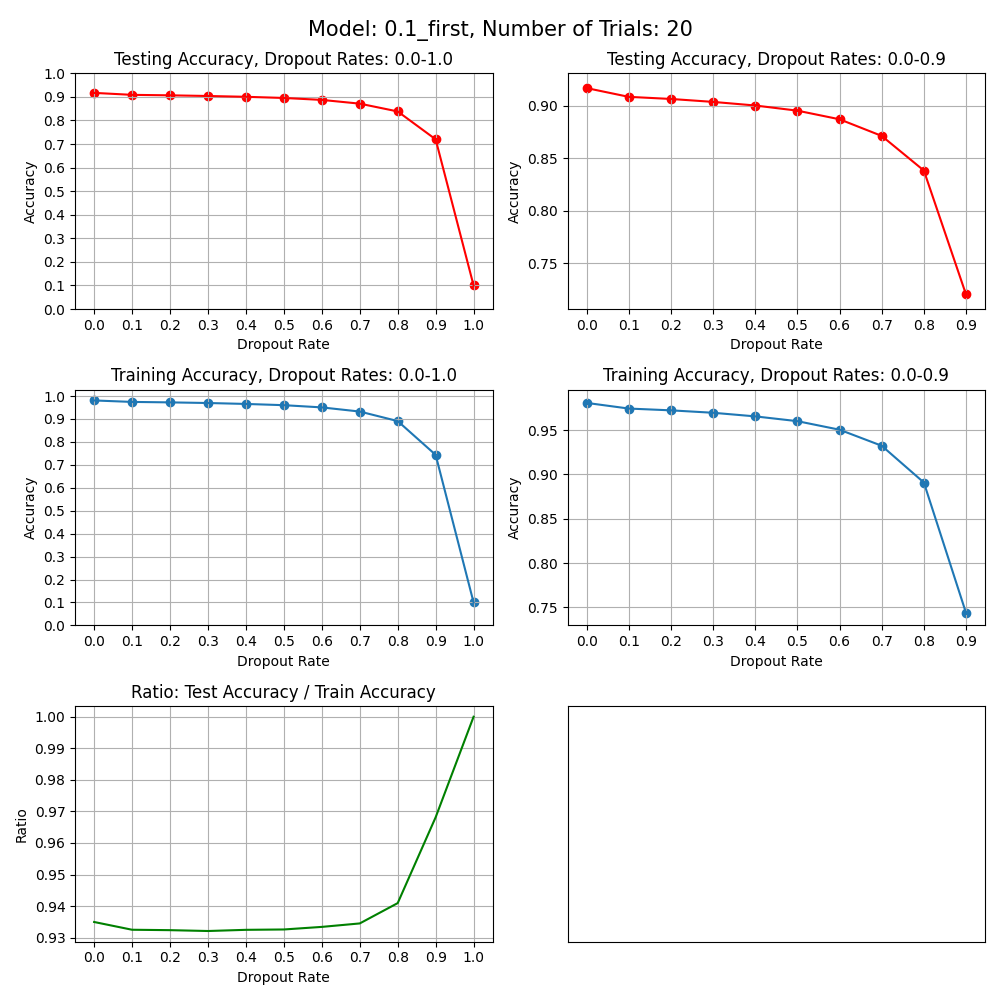 Model: 0.1_first, Number of Trials: 20
Testing Accuracy, Dropout Rates: 0.0-1.0
Accuracy
1.0
0.9
0.8
0.7
0.6
0.5
0.4
0.3
0.2
0.1
0.0
0.0 0.1 0.2 0.3 0.4 0.5 0.6 0.7 0.8 0.9 1.0
Dropout Rate
Testing Accuracy, Dropout Rates: 0.0-0.9
Accuracy
0.90
0.85
0.80
0.75
0.0 0.1 0.2 0.3 0.4 0.5 0.6 0.7 0.8 0.9
Dropout Rate
Training Accuracy, Dropout Rates: 0.0-1.0
Accuracy
1.0
0.9
0.8
0.7
0.6
0.5
0.4
0.3
0.2
0.1
0.0
0.0 0.1 0.2 0.3 0.4 0.5 0.6 0.7 0.8 0.9 1.0
Dropout Rate
Training Accuracy, Dropout Rates: 0.0-0.9
Accuracy
0.95
0.90
0.85
0.80
0.75
0.0 0.1 0.2 0.3 0.4 0.5 0.6 0.7 0.8 0.9
Dropout Rate
Ratio: Test Accuracy / Train Accuracy
Ratio
1.00
0.99
0.98
0.97
0.96
0.95
0.94
0.93
0.0 0.1 0.2 0.3 0.4 0.5 0.6 0.7 0.8 0.9 1.0
Dropout Rate